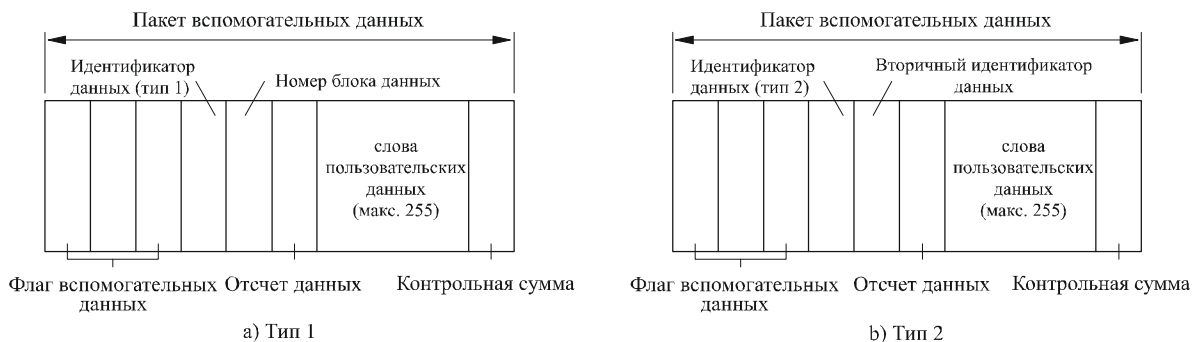 Пакет вспомогательных данных
Идентификатор
данных (тип 1)
Номер блока данных
слова
пользовательских
данных
(макс. 255)
Флаг вспомогательных
данных
Отсчет данных
Контрольная сумма
a) Тип 1
Пакет вспомогательных данных
Идентификатор
данных (тип 2)
Вторичный идентификатор
данных
слова
пользовательских
данных
(макс. 255)
Флаг вспомогательных
данных
Отсчет данных
Контрольная сумма
b) Тип 2